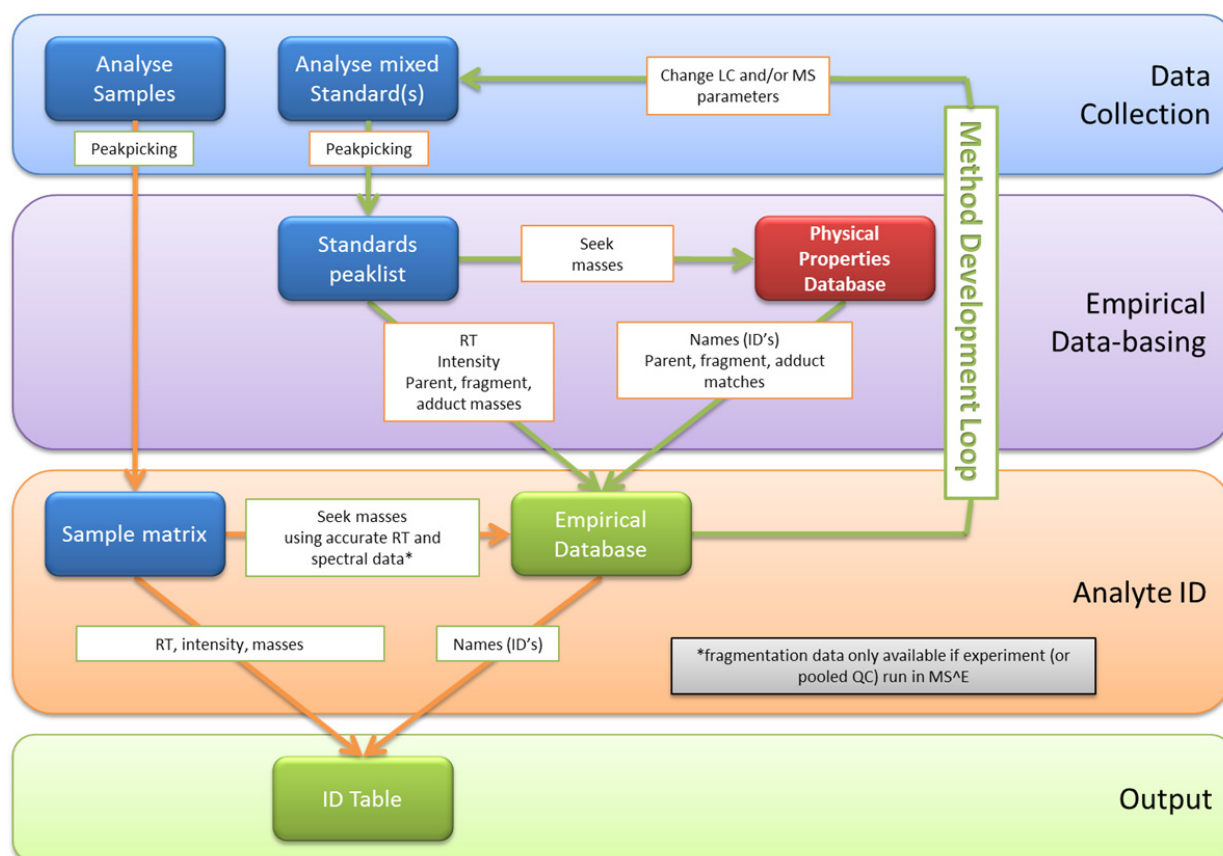 Analyse
Samples
Analyse mixed
Standard(s)
Change LC and/or MS
parameters
Data
Collection
Peakpicking
Peakpicking
Method Development Loop
Standards
peaklist
Seek
masses
Physical
Properties
Database
Empirical
Data-basing
RT
Intensity
Parent, fragment,
adduct masses
Names (ID's)
Parent, fragment, adduct
matches
Sample matrix
Seek masses
using accurate RT and
spectral data*
Empirical
Database
Analyte ID
RT, intensity, masses
Names (ID's)
*fragmentation data only available if experiment (or
pooled QC) run in MS^E
ID Table
Output